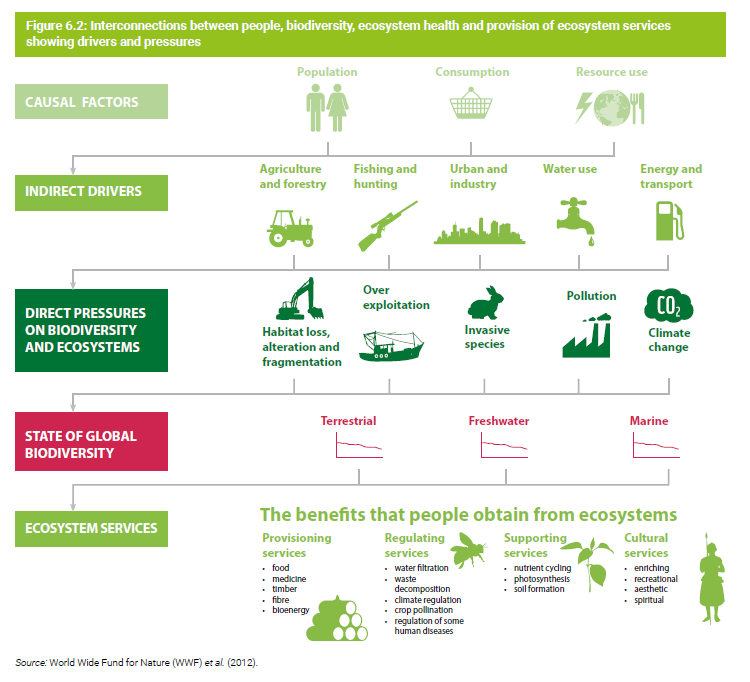 Figure 6.2: Interconnections between people, biodiversity, ecosystem health and provision of ecosystem services
showing drivers and pressures
CAUSAL FACTORS
Population
Consumption
Resource use
INDIRECT DRIVERS
Agriculture
and forestry
Fishing and
hunting
Urban and
industry
Water use
Energy and
transport
DIRECT PRESSURES
ON BIODIVERSITY
AND ECOSYSTEMS
Habitat loss,
alteration and
fragmentation
Over
exploitation
Invasive
species
Pollution
CO₂
Climate
change
STATE OF GLOBAL
BIODIVERSITY
Terrestrial
Freshwater
Marine
ECOSYSTEM SERVICES
The benefits that people obtain from ecosystems
Provisioning
services
• food
• medicine
• timber
• fibre
• bioenergy
Regulating
services
• water filtration
• waste
decomposition
• climate regulation
• crop pollination
• regulation of some
human diseases
Supporting
services
• nutrient cycling
• photosynthesis
• soil formation
Cultural
services
• enriching
• recreational
• aesthetic
• spiritual
Source: World Wide Fund for Nature (WWF) et al. (2012).